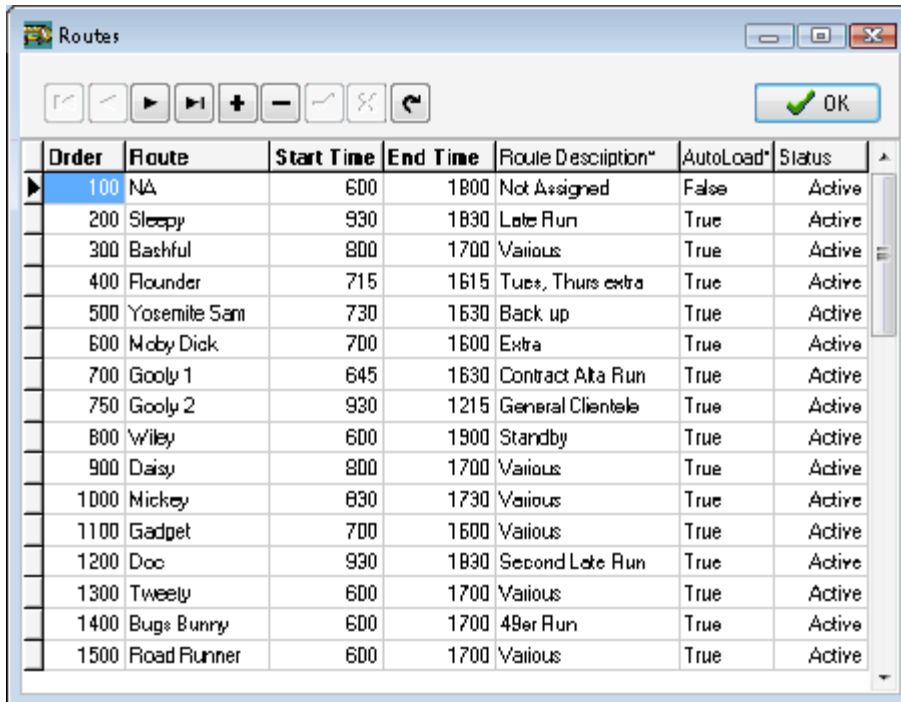 Routes
OK
Order Route Start Time End Time Route Description* AutoLoad* Status
100 NA 600 1800 Not Assigned False Active
200 Sleepy 930 1830 Late Run True Active
300 Bashful 800 1700 Various True Active
400 Flounder 715 1615 Tues, Thurs extra True Active
500 Yosemite Sam 730 1630 Back up True Active
600 Moby Dick 700 1600 Extra True Active
700 Gooly 1 645 1630 Contract Alta Run True Active
750 Gooly 2 930 1215 General Clientele True Active
800 Wiley 600 1900 Standby True Active
900 Daisy 800 1700 Various True Active
1000 Mickey 830 1730 Various True Active
1100 Gadget 700 1600 Various True Active
1200 Doc 930 1830 Second Late Run True Active
1300 Tweety 600 1700 Various True Active
1400 Bugs Bunny 600 1700 49er Run True Active
1500 Road Runner 600 1700 Various True Active